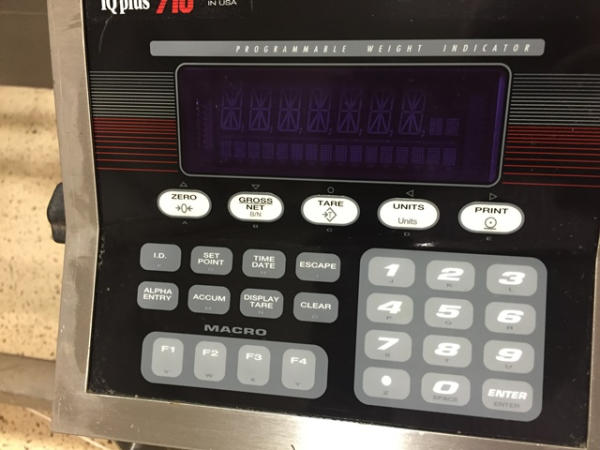 IQ plus 710
IN USA
PROGRAMMABLE WEIGHT INDICATOR
ZERO
→0←
GROSS
NET
B/N
TARE
→T←
UNITS
Units
PRINT
A
B
C
D
E
I.D.
SET
POINT
TIME
DATE
ESCAPE
ALPHA
ENTRY
ACCUM
DISPLAY
TARE
CLEAR
MACRO
F1
F2
F3
F4
V
W
X
Y
1
2
3
J
K
L
4
5
6
P
Q
R
7
8
9
S
T
U
•
0
ENTER
Z
SPACE
ENTER